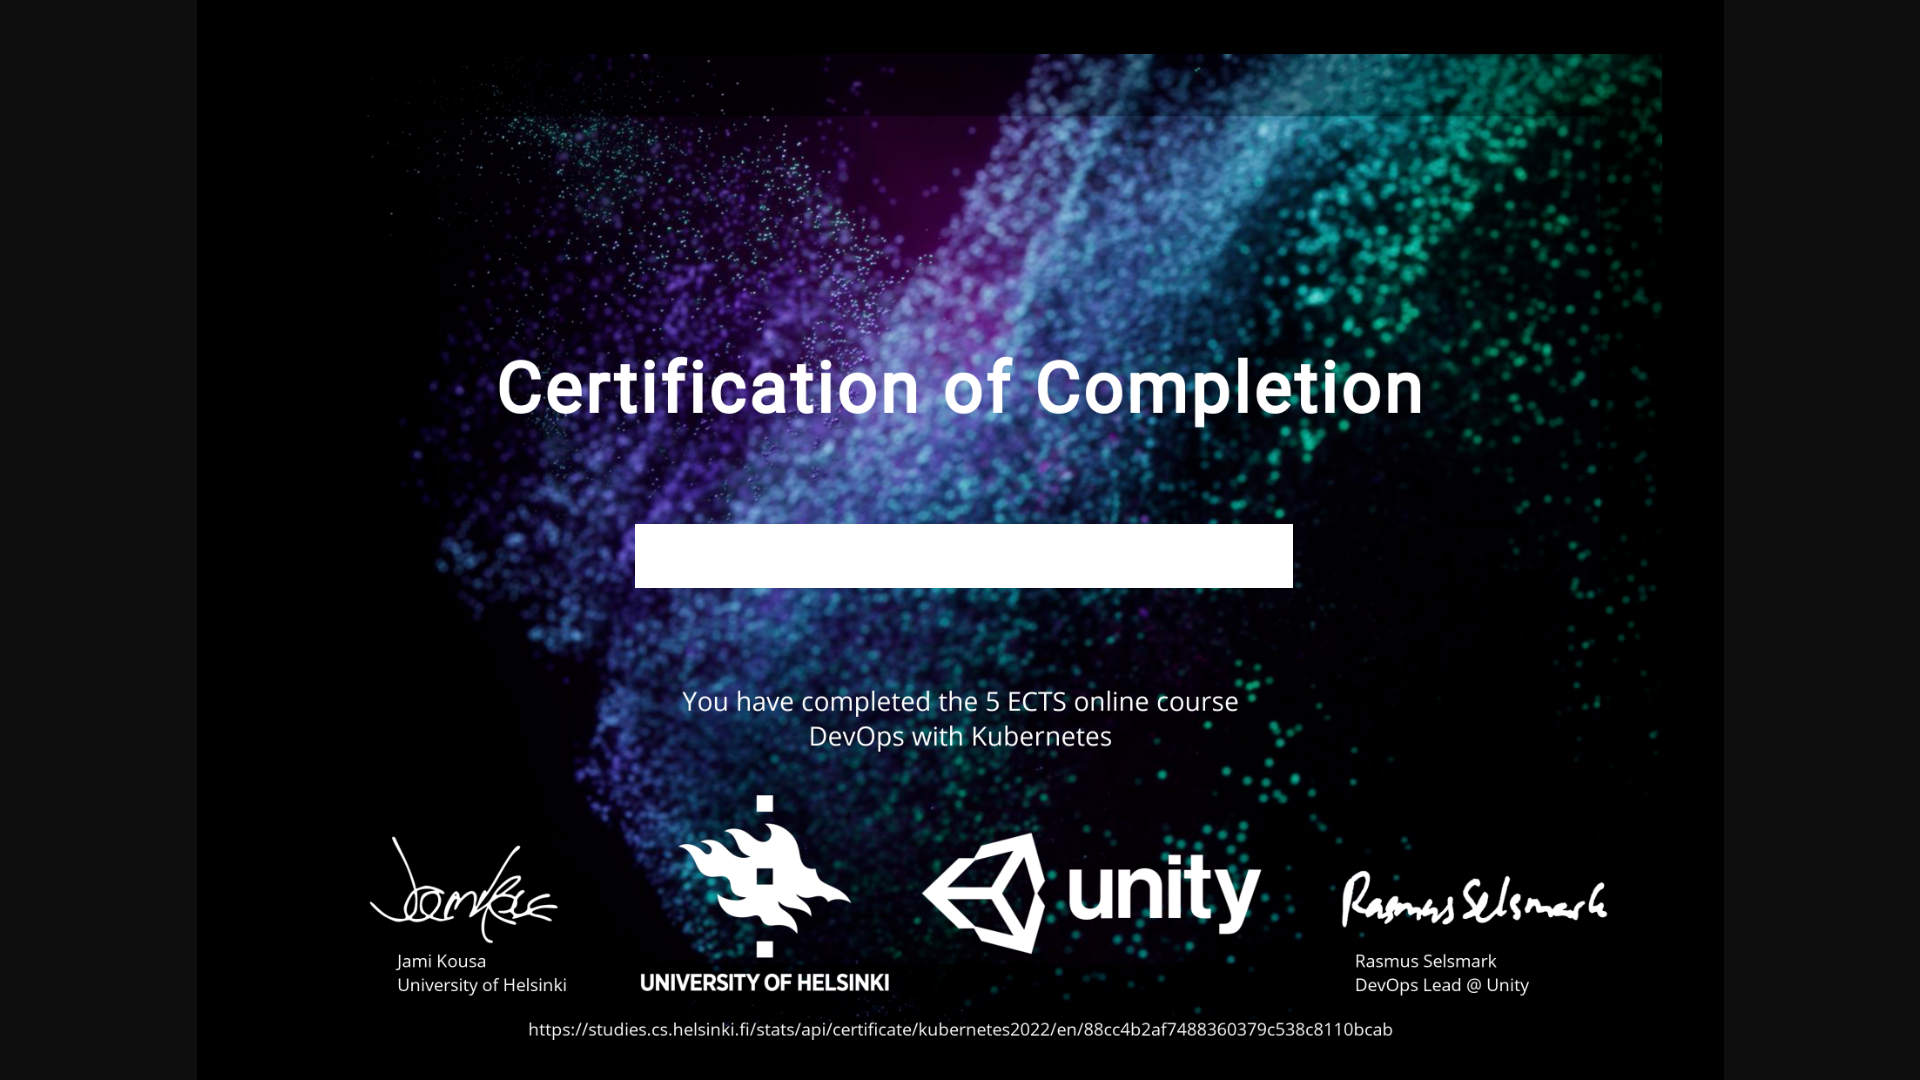 Certification of Completion
You have completed the 5 ECTS online course
DevOps with Kubernetes
unity
Rasmus Selsmark
Jami Kousa
University of Helsinki
UNIVERSITY OF HELSINKI
Rasmus Selsmark
DevOps Lead @ Unity
https://studies.cs.helsinki.fi/stats/api/certificate/kubernetes2022/en/88cc4b2af7488360379c538c8110bcab